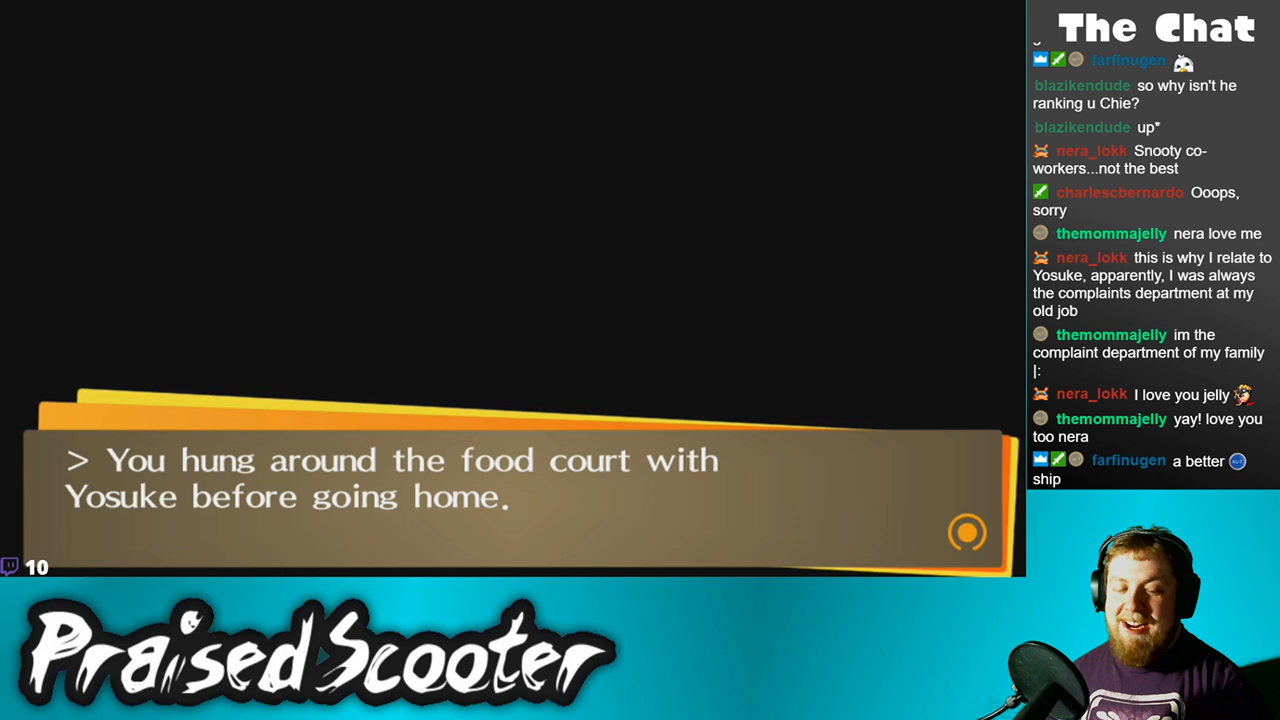 The Chat
farfinugen
blazikendude so why isn't he
ranking u Chie?
blazikendude up*
nera_lokk Snooty co-
workers...not the best
charlescbernardo Ooops,
sorry
themommajelly nera love me
nera_lokk this is why I relate to
Yosuke, apparently, I was always
the complaints department at my
old job
themommajelly im the
complaint department of my family
|:
nera_lokk I love you jelly
themommajelly yay! love you
too nera
farfinugen a better
ship
> You hung around the food court with
Yosuke before going home.
10
PraisedScooter